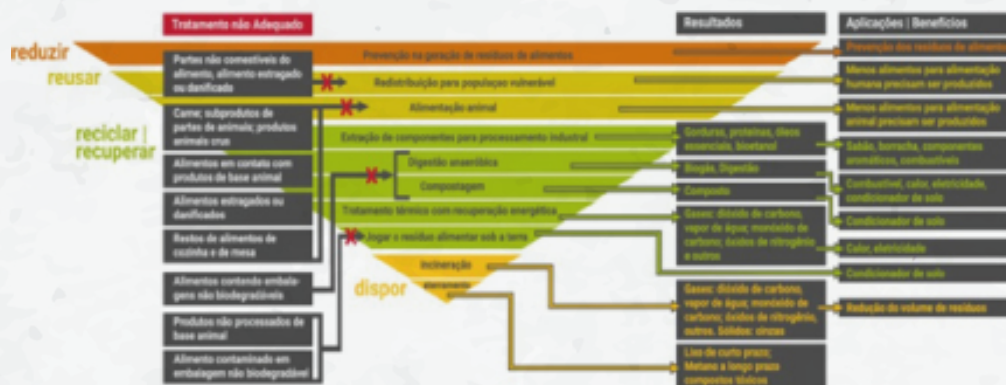 Tratamento não Adequado
Resultados
Aplicações | Benefícios
reduzir
reusar
reciclar |
recuperar
dispor
Partes não comestíveis do
alimento, alimento estragado
ou danificado
Carne; subprodutos de
partes de animais; produtos
animais crus
Alimentos em contato com
produtos de base animal
Alimentos estragados ou
danificados
Restos de alimentos de
cozinha e de mesa
Alimentos contendo embala-
gens não biodegradáveis
Produtos não processados de
base animal
Alimento contaminado em
embalagem não biodegradável
Prevenção na geração de resíduos de alimentos
Redistribuição para populaçao vulnerável
Alimentação animal
Extração de componentes para processamento industrial
Digestão anaeróbica
Compostagem
Tratamento térmico com recuperação energética
Jogar o resíduo alimentar sob a terra
Incineração
aterramento
Gorduras, proteínas, óleos
essenciais, bioetanol
Biogás, Digestão
Composto
Gases: dióxido de carbono,
vapor de água; monóxido de
carbono; óxidos de nitrogênio
e outros
Gases: dióxido de carbono,
vapor de água; monóxido de
carbono; óxidos de nitrogênio,
outros. Sólidos: cinzas
Lixo de curto prazo;
Metano a longo prazo
compostos tóxicos
Prevenção dos resíduos de
Menos alimentos para alimentação
humana precisam ser produzidos
Menos alimentos para alimentação
animal precisam ser produzidos
Sabão, borracha, componentes
aromáticos, combustíveis
Combustível, calor, eletricidade,
condicionador de solo
Condicionador de solo
Calor, eletricidade
Condicionador de solo
Redução do volume de resíduos